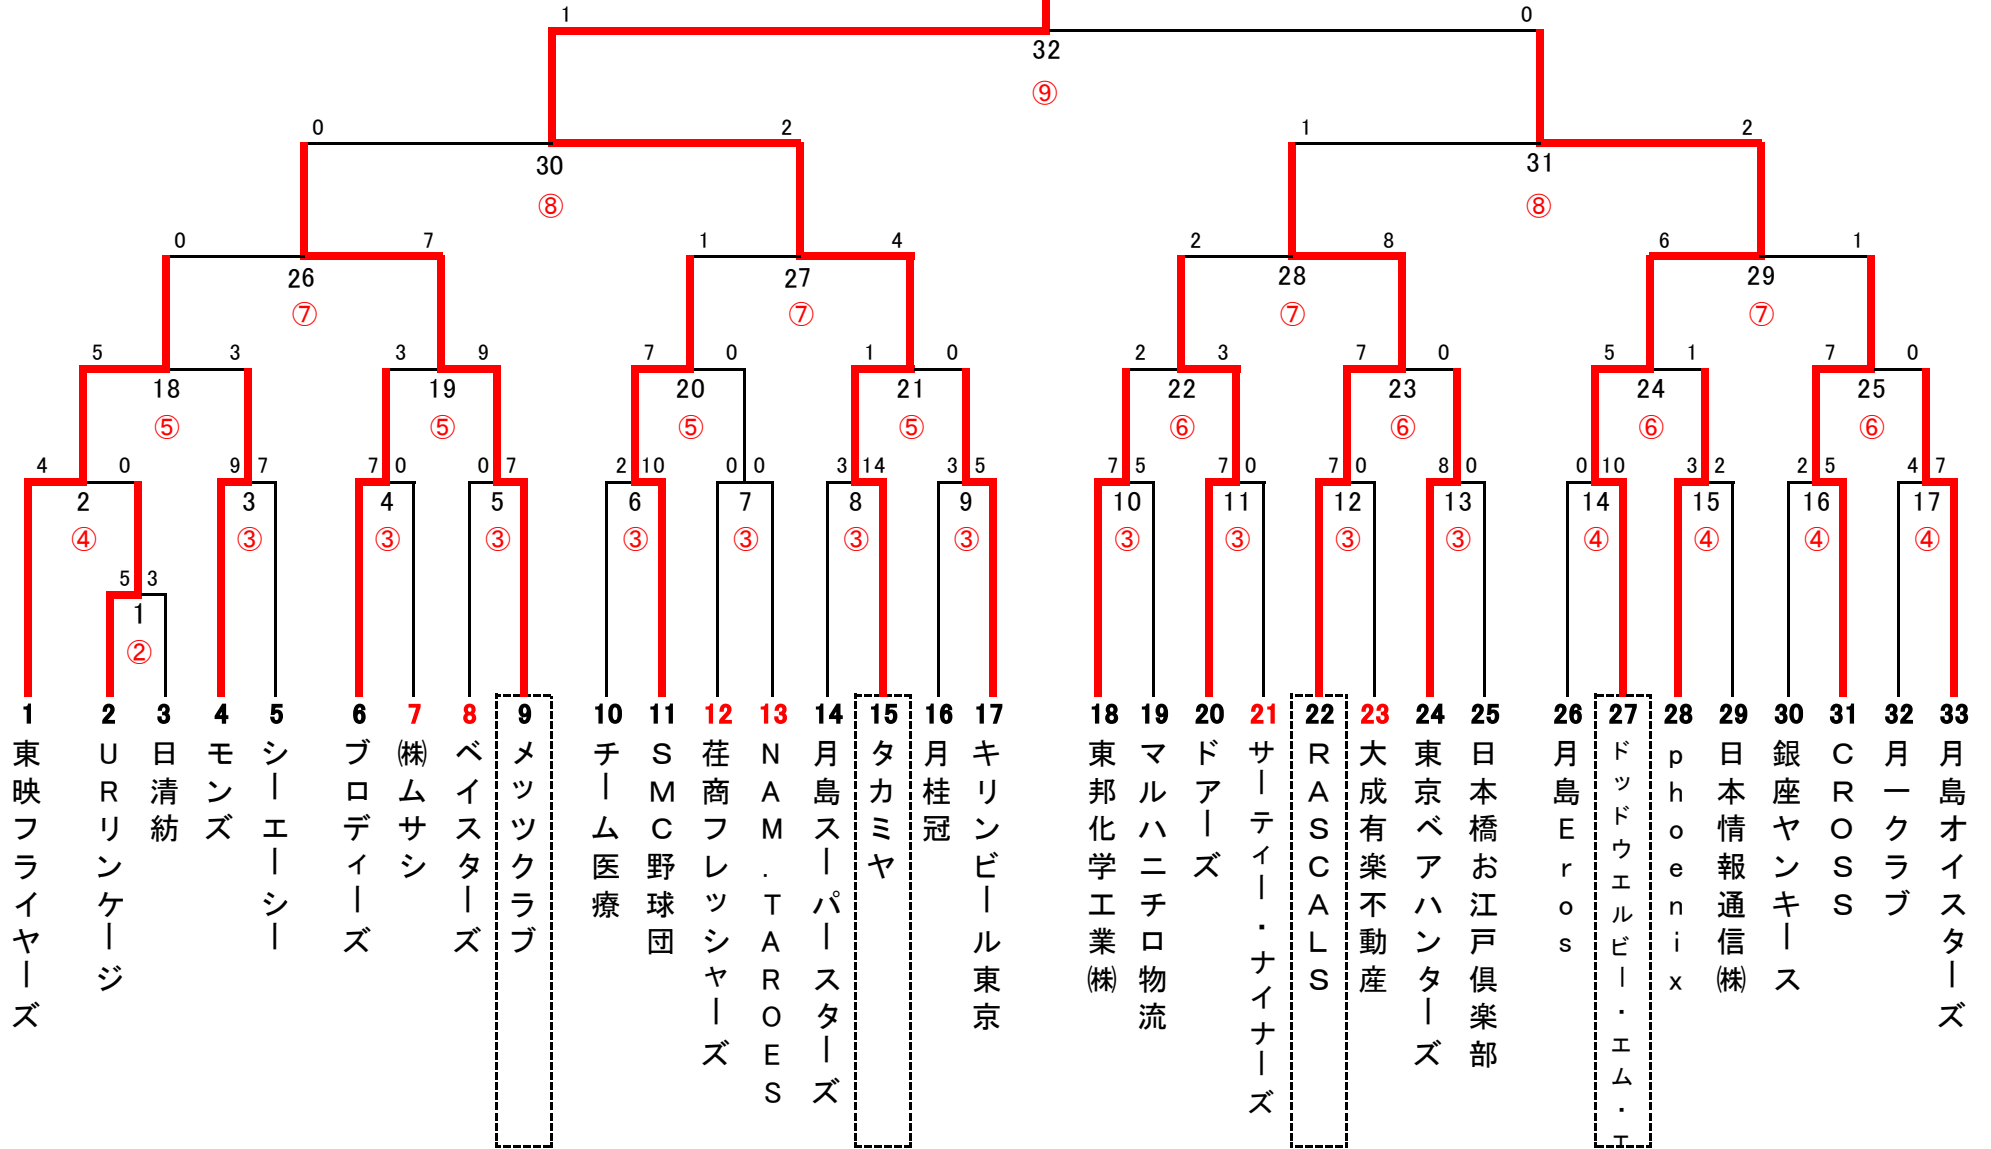 1 0
32
⑨
0 2 1 2
30 31
⑧ ⑧
0 7 1 4 2 8 6 1
26 27 28 29
⑦ ⑦ ⑦ ⑦
5 3 3 9 7 0 1 0 2 3 7 0 5 1 7 0
18 19 20 21 22 23 24 25
⑤ ⑤ ⑤ ⑤ ⑥ ⑥ ⑥ ⑥
4 0 9 7 7 0 0 7 2 10 0 0 3 14 3 5 7 5 7 0 7 0 8 0 0 10 3 2 2 5 4 7
2 3 4 5 6 7 8 9 10 11 12 13 14 15 16 17
④ ③ ③ ③ ③ ③ ③ ③ ③ ③ ③ ③ ④ ④ ④ ④
5 3
1
②
1 2 3 4 5 6 7 8 9 10 11 12 13 14 15 16 17 18 19 20 21 22 23 24 25 26 27 28 29 30 31 32 33
東映フライヤーズ
URリンケージ
日清紡
モンズ
シーエーシー
ブロディーズ
㈱ムサシ
ベイスターズ
メッツクラブ
チーム医療
SMC野球団
荏商フレッシャーズ
NAM.TAROES
月島スーパースターズ
タカミヤ
月桂冠
キリンビール東京
東邦化学工業㈱
マルハニチロ物流
ドアーズ
サーティー・ナイナーズ
RASCALS
大成有楽不動産
東京ベアハンターズ
日本橋お江戸倶楽部
月島Eros
ドッドウエルビー・エム・エ
phoenix
日本情報通信㈱
銀座ヤンキース
CROSS
月一クラブ
月島オイスターズ